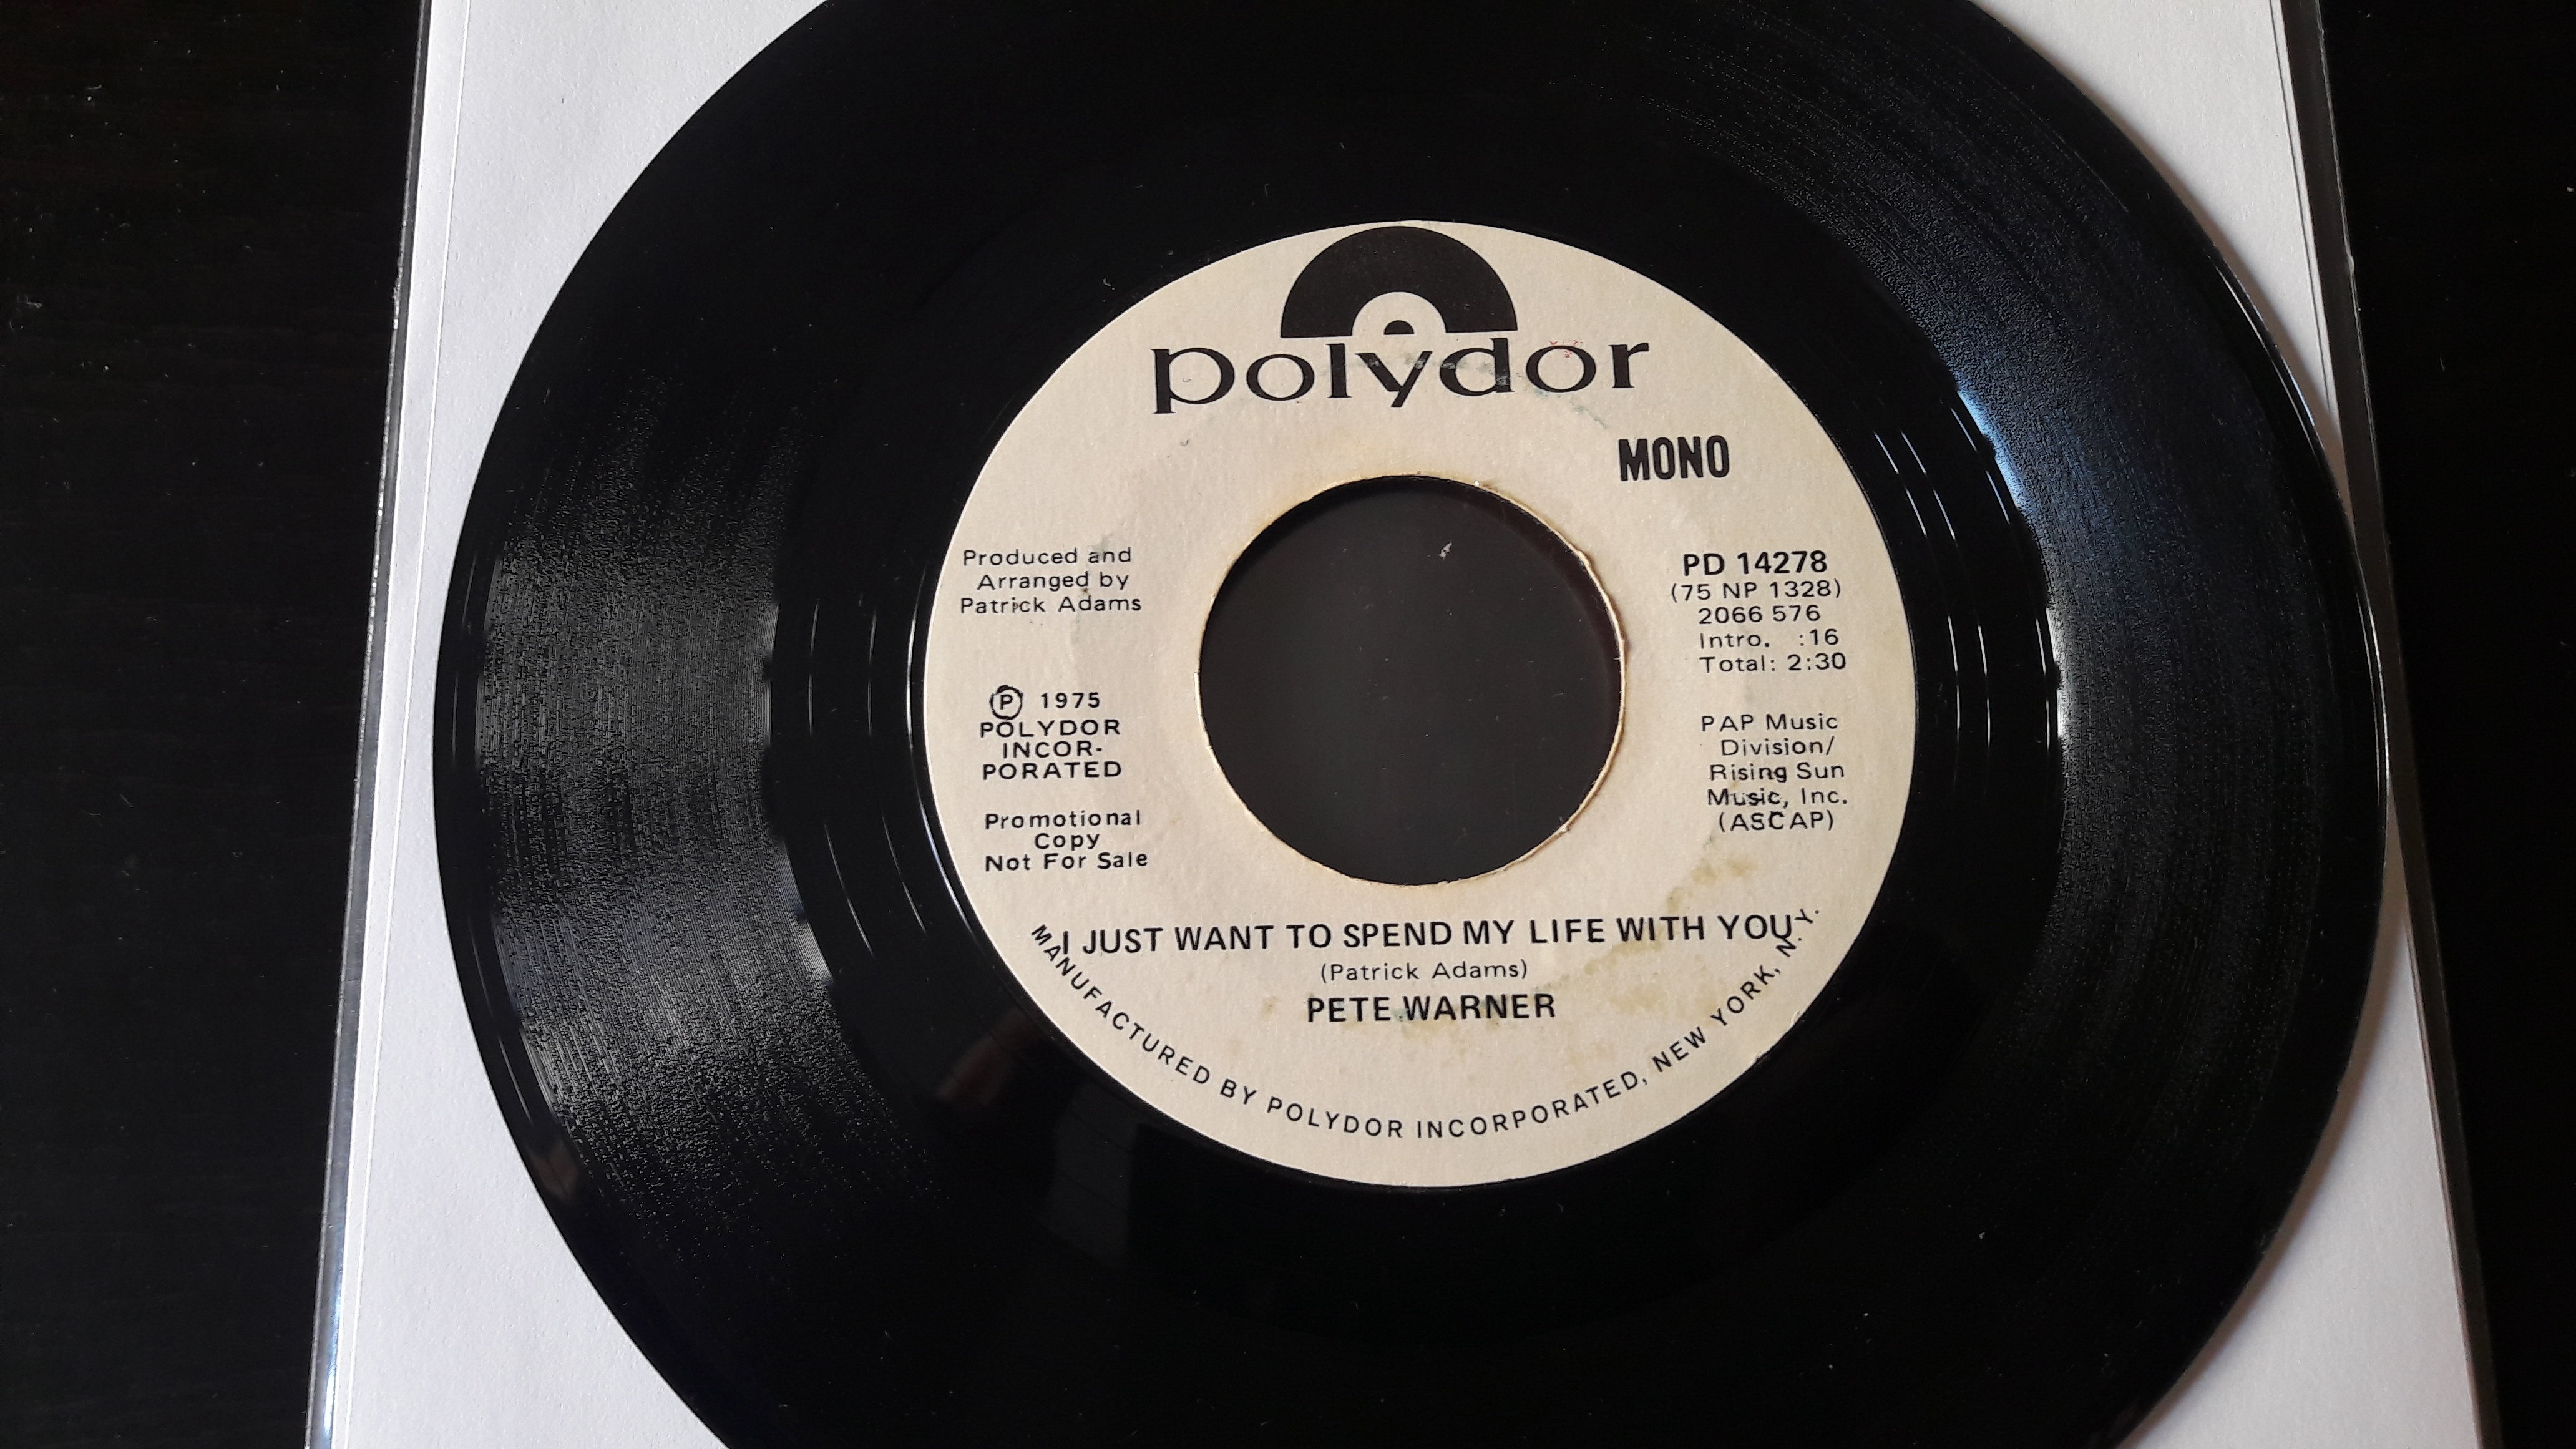 polydor
MONO
Produced and
Arranged by
Patrick Adams
Ⓟ 1975
POLYDOR
INCOR-
PORATED
Promotional
Copy
Not For Sale
PD 14278
(75 NP 1328)
2066 576
Intro. :16
Total: 2:30
PAP Music
Division/
Rising Sun
Music, Inc.
(ASCAP)
I JUST WANT TO SPEND MY LIFE WITH YOU
(Patrick Adams)
PETE WARNER
MANUFACTURED BY POLYDOR INCORPORATED, NEW YORK, N.Y.